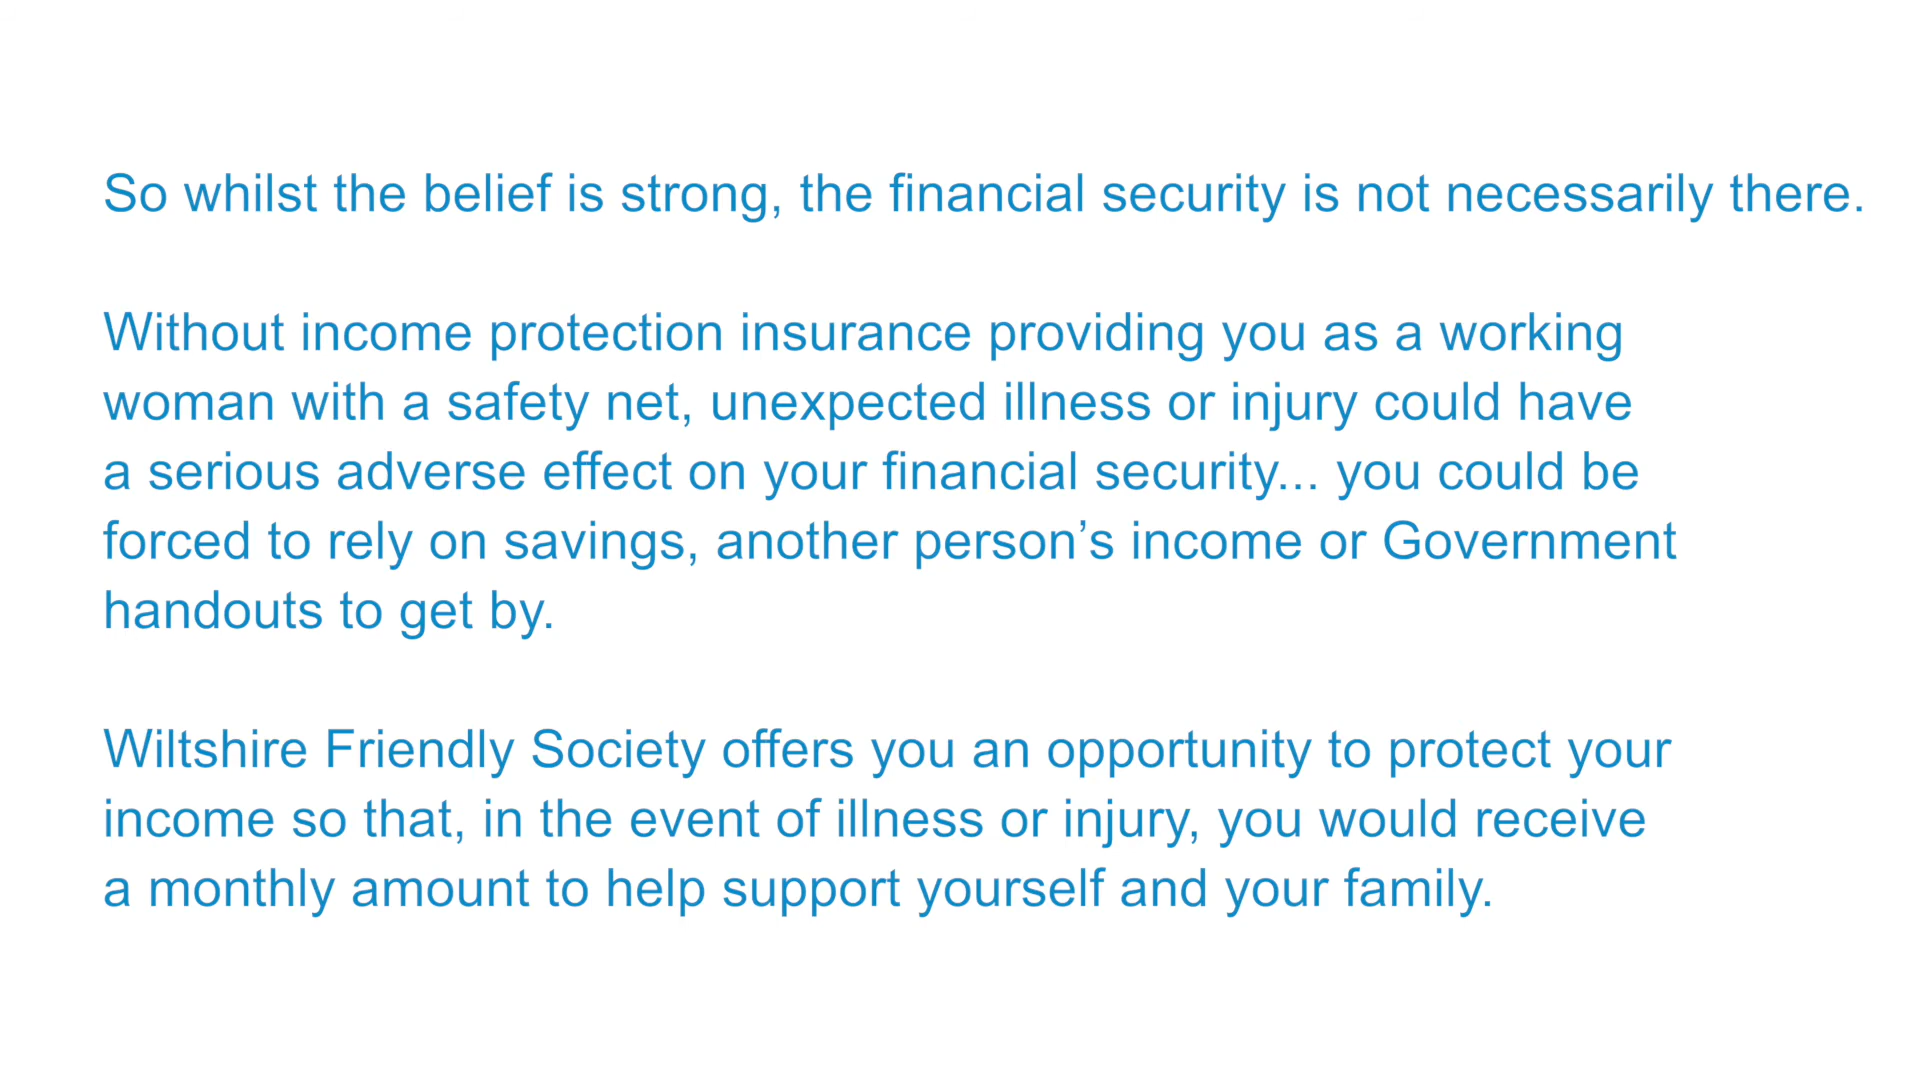 So whilst the belief is strong, the financial security is not necessarily there.
Without income protection insurance providing you as a working
woman with a safety net, unexpected illness or injury could have
a serious adverse effect on your financial security... you could be
forced to rely on savings, another person’s income or Government
handouts to get by.
Wiltshire Friendly Society offers you an opportunity to protect your
income so that, in the event of illness or injury, you would receive
a monthly amount to help support yourself and your family.